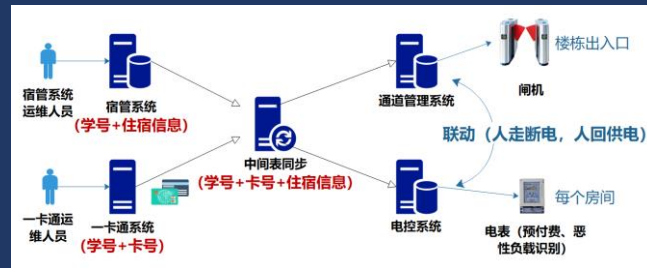 宿管系统
运维人员
宿管系统
(学号+住宿信息)
一卡通运
维人员
一卡通系统
(学号+卡号)
中间表同步
(学号+卡号+住宿信息)
通道管理系统
闸机
楼栋出入口
联动（人走断电，人回供电）
电控系统
每个房间
电表（预付费、恶
性负载识别）